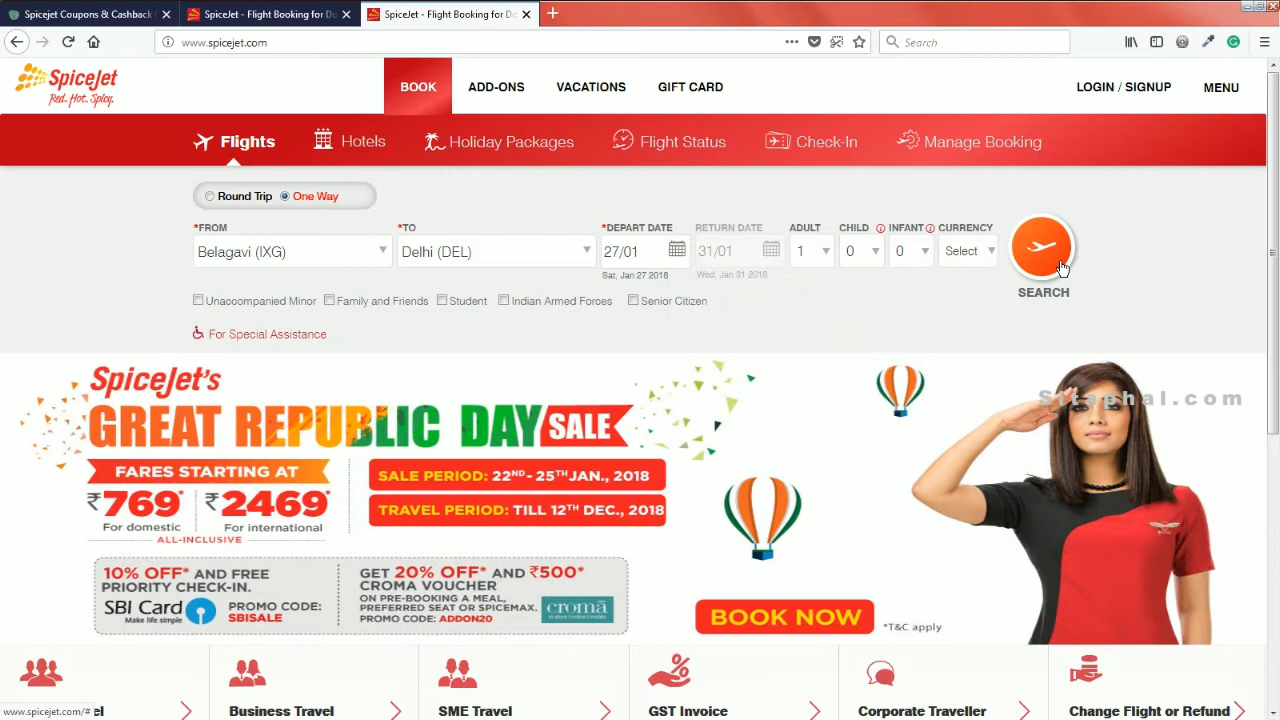 Spicejet Coupons & Cashback
SpiceJet - Flight Booking for Do
SpiceJet - Flight Booking for Do
www.spicejet.com
Search
SpiceJet
Red. Hot. Spicy.
BOOK
ADD-ONS
VACATIONS
GIFT CARD
LOGIN / SIGNUP
MENU
Flights
Hotels
Holiday Packages
Flight Status
Check-In
Manage Booking
Round Trip
One Way
*FROM
*TO
*DEPART DATE
RETURN DATE
ADULT
CHILD
INFANT
CURRENCY
Belagavi (IXG)
Delhi (DEL)
27/01
31/01
1
0
0
Select
Sat, Jan 27 2018
Wed, Jan 31 2018
SEARCH
Unaccompanied Minor
Family and Friends
Student
Indian Armed Forces
Senior Citizen
For Special Assistance
SpiceJet's
GREAT REPUBLIC DAY SALE
FARES STARTING AT
₹769*
For domestic
₹2469*
For international
ALL-INCLUSIVE
SALE PERIOD: 22ND - 25TH JAN., 2018
TRAVEL PERIOD: TILL 12TH DEC., 2018
10% OFF* AND FREE
PRIORITY CHECK-IN.
SBI Card
Make life simple
PROMO CODE:
SBISALE
GET 20% OFF* AND ₹500*
CROMA VOUCHER
ON PRE-BOOKING A MEAL,
PREFERRED SEAT OR SPICEMAX.
PROMO CODE: ADDON20
cromā
BOOK NOW
*T&C apply
Sitaphal.com
www.spicejet.com/#
el
Business Travel
SME Travel
GST Invoice
Corporate Traveller
Change Flight or Refund